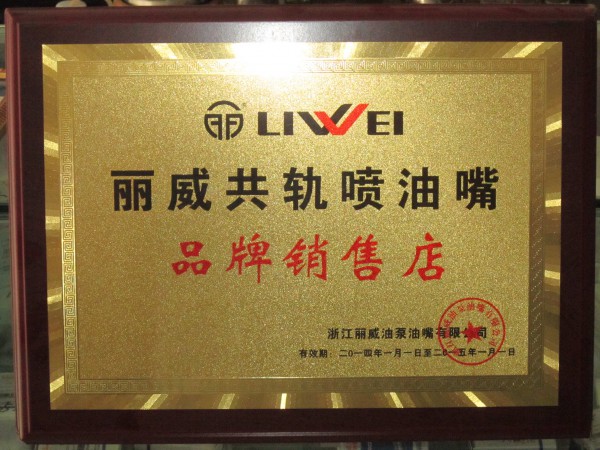 LIWEI
丽威共轨喷油嘴
品牌销售店
浙江丽威油泵油嘴有限公司
有效期：二〇一四年一月一日至二〇一五年一月一日